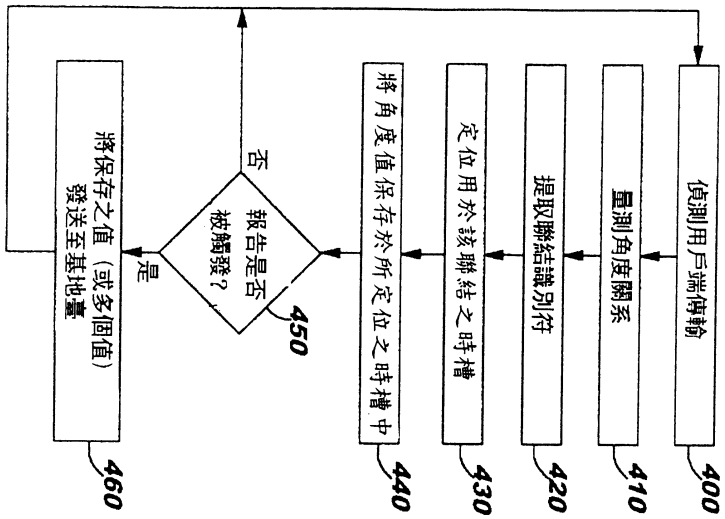 偵測用戶端傳輸
400
量測角度關系
410
提取聯結識別符
420
定位用於該聯結之時槽
430
將角度值保存於所定位之時槽中
440
報告是否
被觸發?
450
否
是
將保存之值(或多個值)
發送至基地臺
460